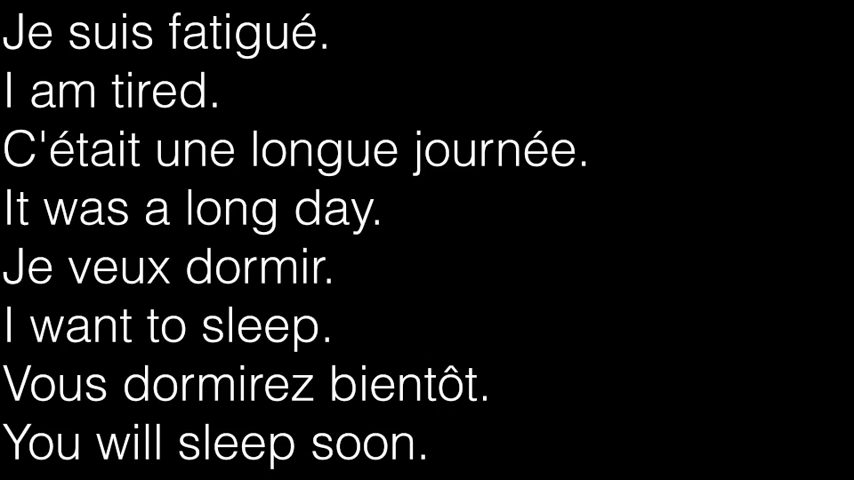 Je suis fatigué.
I am tired.
C'était une longue journée.
It was a long day.
Je veux dormir.
I want to sleep.
Vous dormirez bientôt.
You will sleep soon.